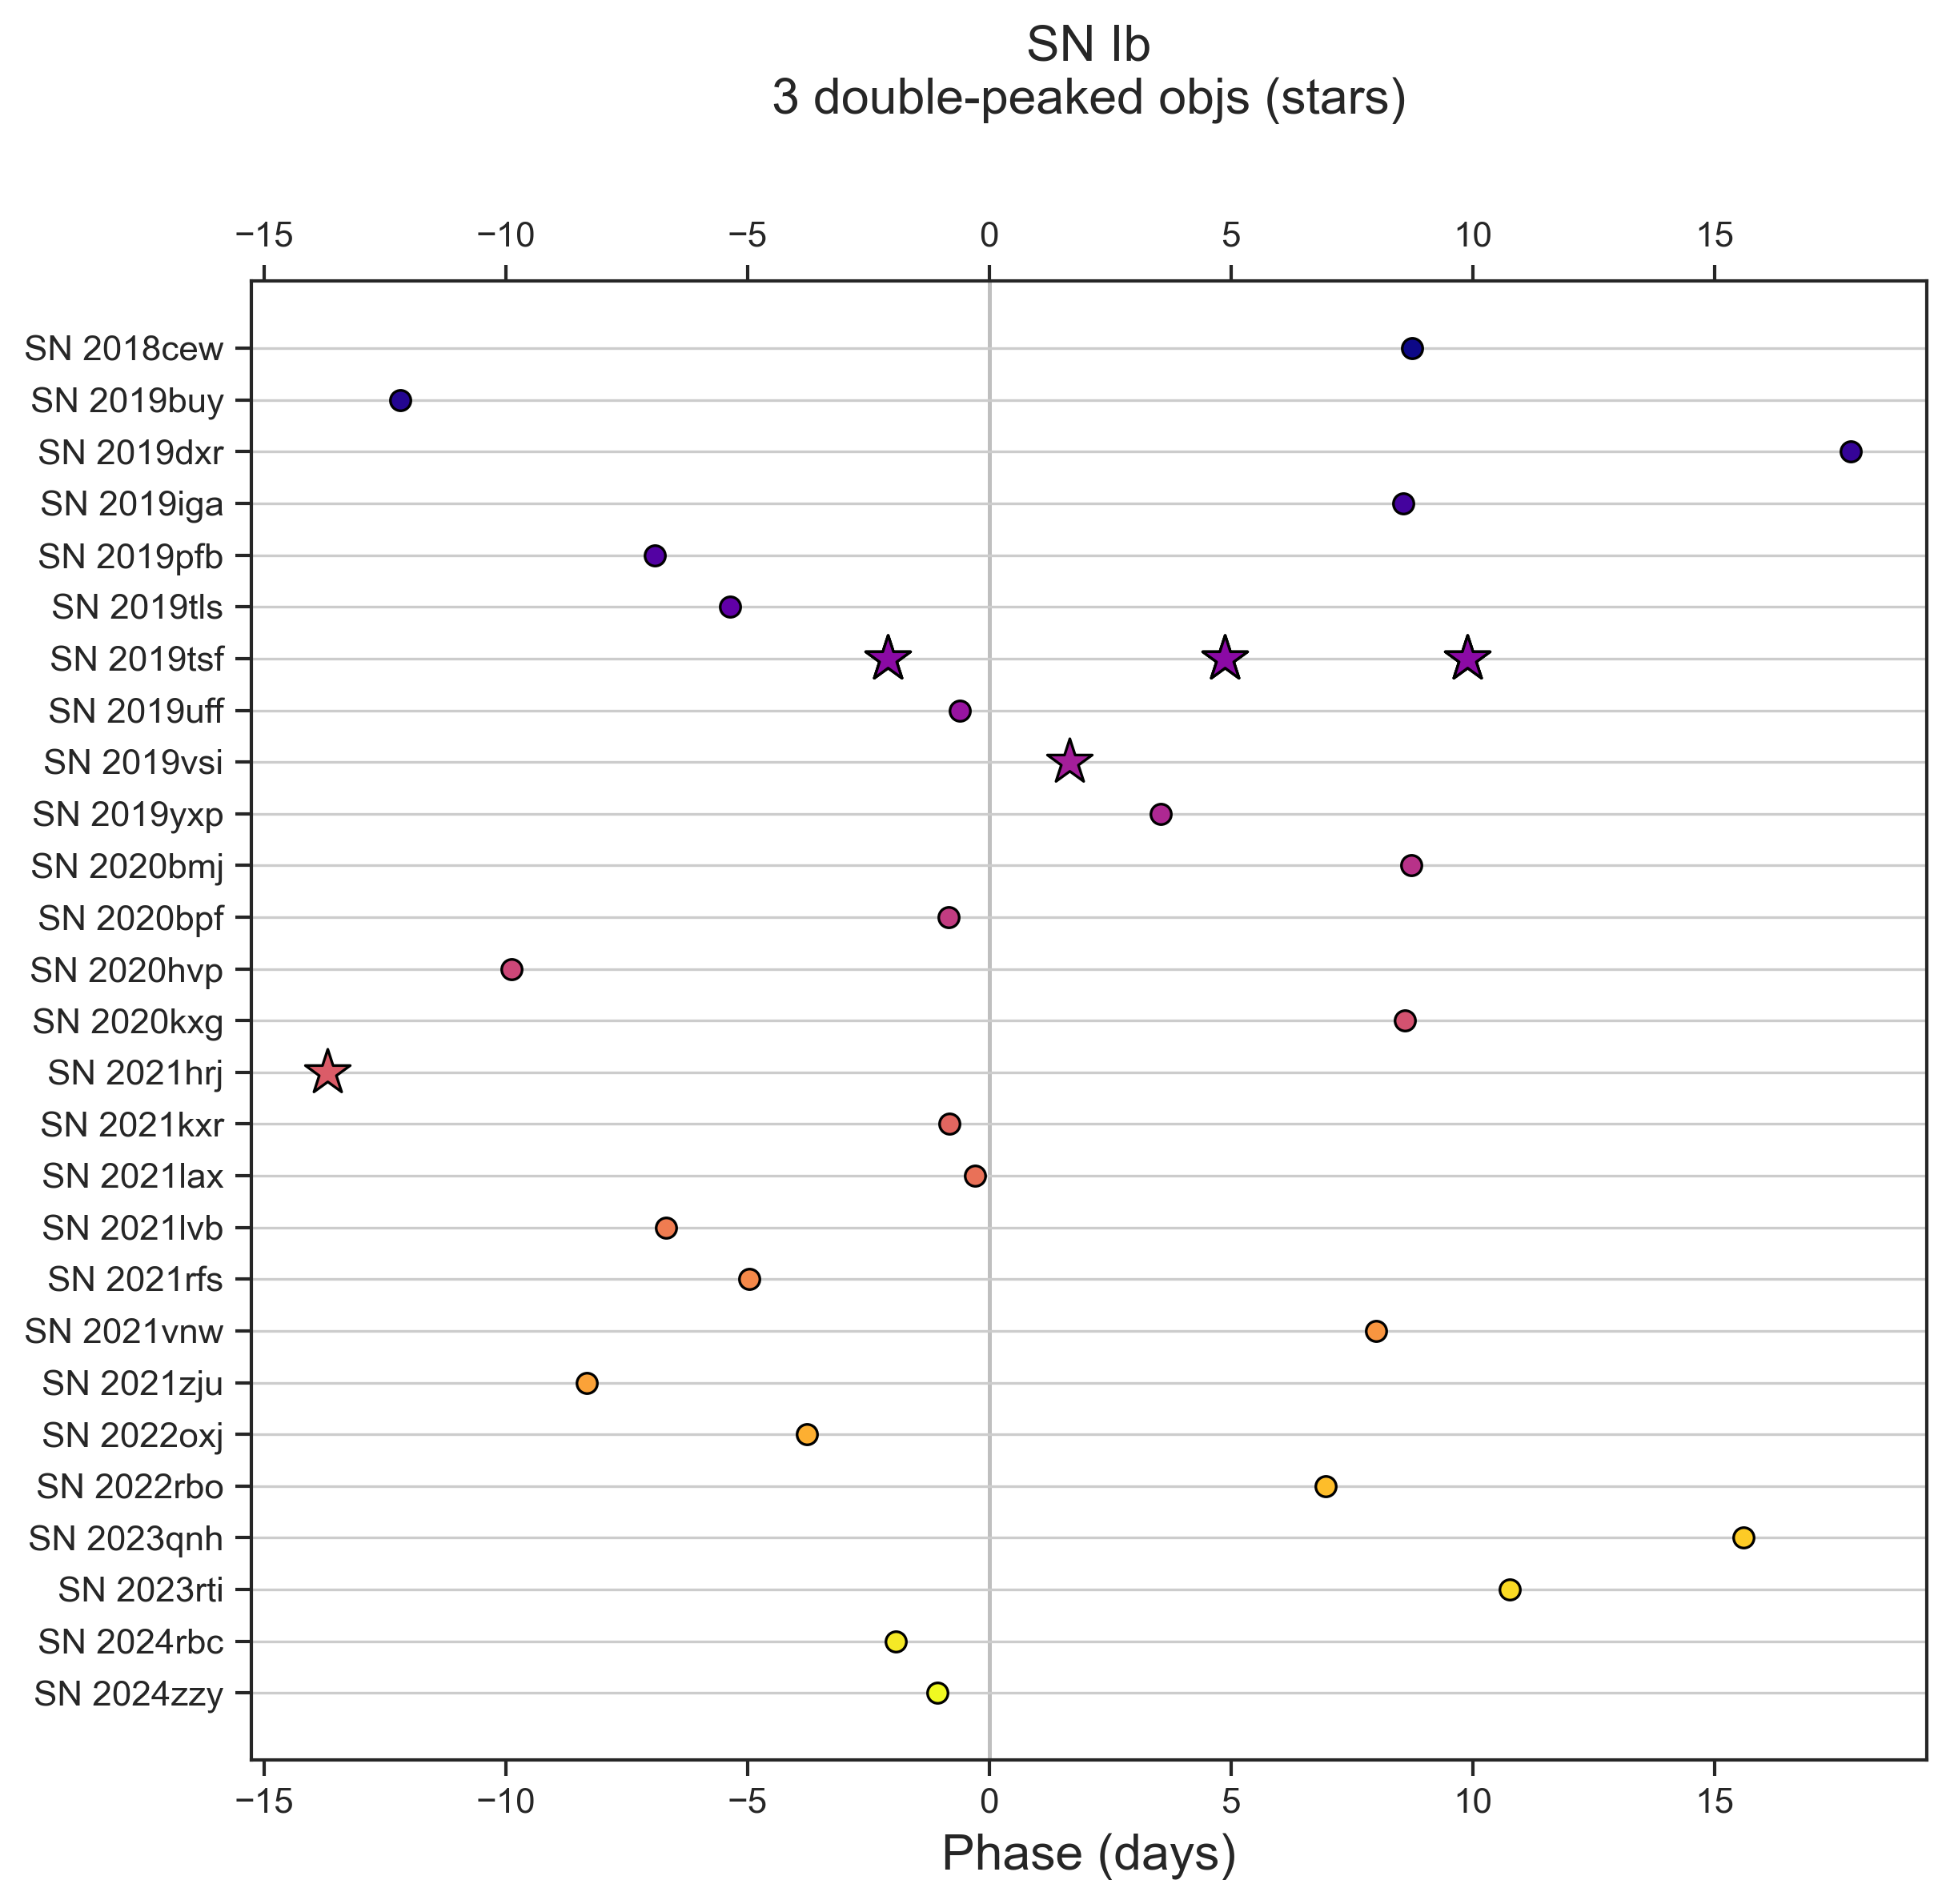 SN Ib
3 double-peaked objs (stars)
−15 −10 −5 0 5 10 15
SN 2018cew
SN 2019buy
SN 2019dxr
SN 2019iga
SN 2019pfb
SN 2019tls
SN 2019tsf
SN 2019uff
SN 2019vsi
SN 2019yxp
SN 2020bmj
SN 2020bpf
SN 2020hvp
SN 2020kxg
SN 2021hrj
SN 2021kxr
SN 2021lax
SN 2021lvb
SN 2021rfs
SN 2021vnw
SN 2021zju
SN 2022oxj
SN 2022rbo
SN 2023qnh
SN 2023rti
SN 2024rbc
SN 2024zzy
−15 −10 −5 0 5 10 15
Phase (days)